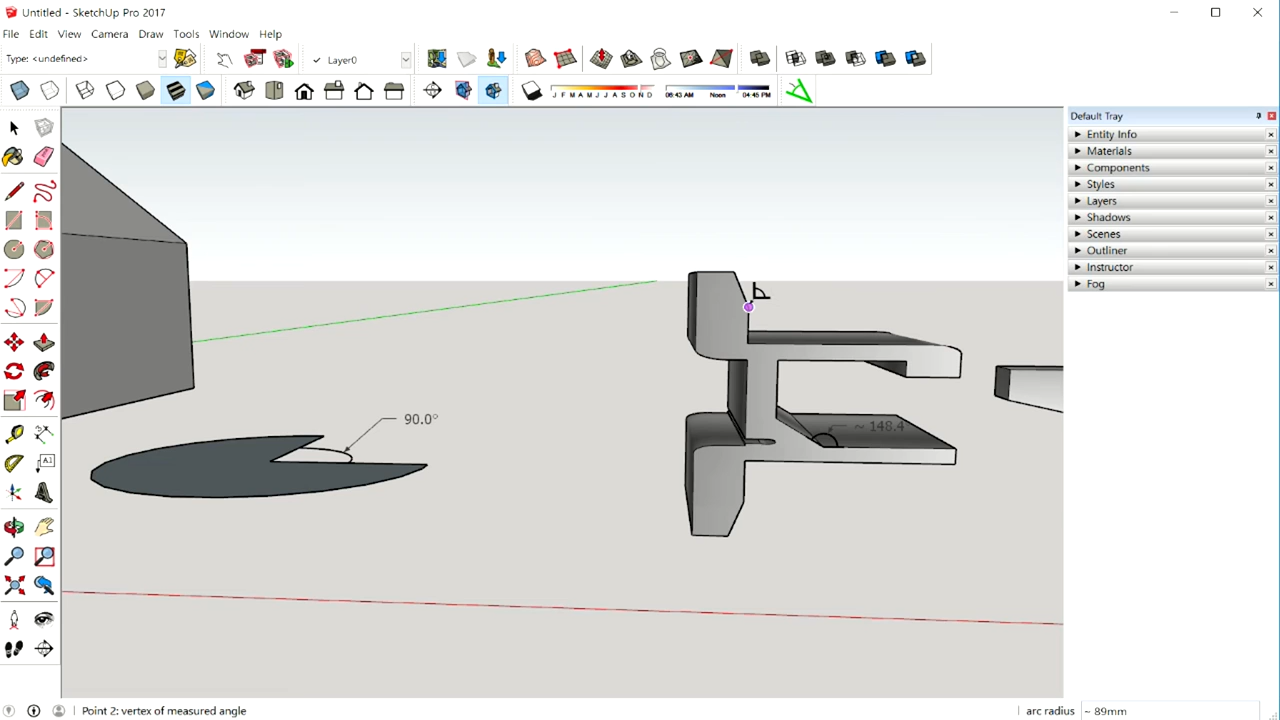 Untitled - SketchUp Pro 2017
File Edit View Camera Draw Tools Window Help
Type: <undefined>
✓ Layer0
J F M A M J J A S O N D 06:43 AM Noon 04:45 PM
Default Tray
Entity Info
Materials
Components
Styles
Layers
Shadows
Scenes
Outliner
Instructor
Fog
90.0°
~ 148.4
Point 2: vertex of measured angle
arc radius ~ 89mm